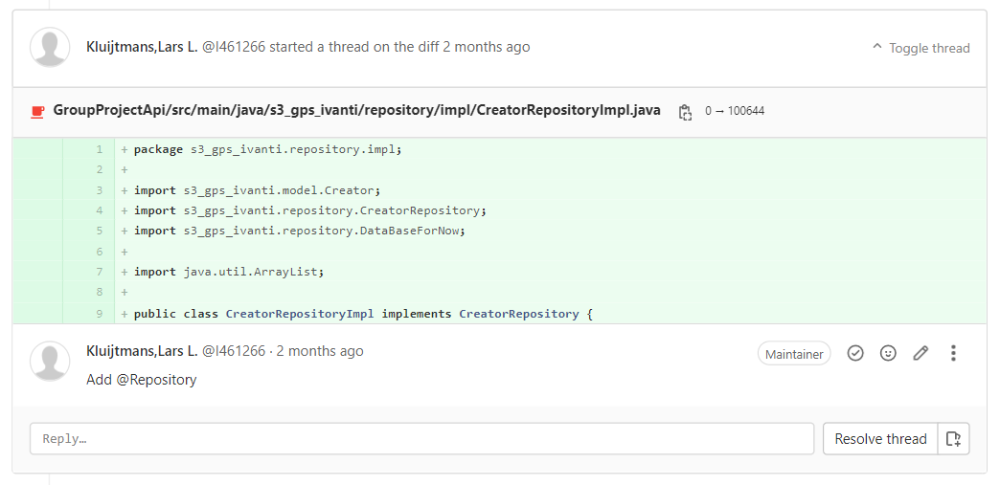 Kluijtmans,Lars L. @I461266 started a thread on the diff 2 months ago
Toggle thread
GroupProjectApi/src/main/java/s3_gps_ivanti/repository/impl/CreatorRepositoryImpl.java 0 → 100644
1 + package s3_gps_ivanti.repository.impl;
2 +
3 + import s3_gps_ivanti.model.Creator;
4 + import s3_gps_ivanti.repository.CreatorRepository;
5 + import s3_gps_ivanti.repository.DataBaseForNow;
6 +
7 + import java.util.ArrayList;
8 +
9 + public class CreatorRepositoryImpl implements CreatorRepository {
Kluijtmans,Lars L. @I461266 · 2 months ago
Maintainer
Add @Repository
Reply…
Resolve thread